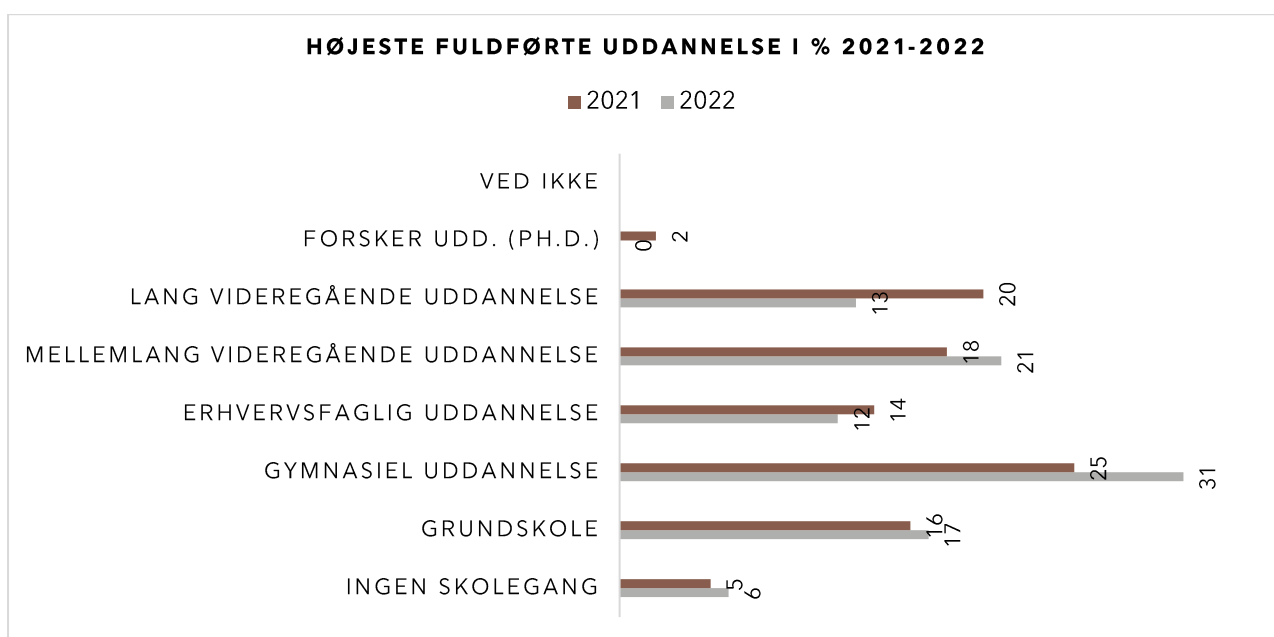 HØJESTE FULDFØRTE UDDANNELSE I % 2021-2022
2021 2022
VED IKKE
FORSKER UDD. (PH.D.) 2
0
LANG VIDEREGÅENDE UDDANNELSE 20
13
MELLEMLANG VIDEREGÅENDE UDDANNELSE 18
21
ERHVERVSFAGLIG UDDANNELSE 14
12
GYMNASIEL UDDANNELSE 25
31
GRUNDSKOLE 16
17
INGEN SKOLEGANG 5
6